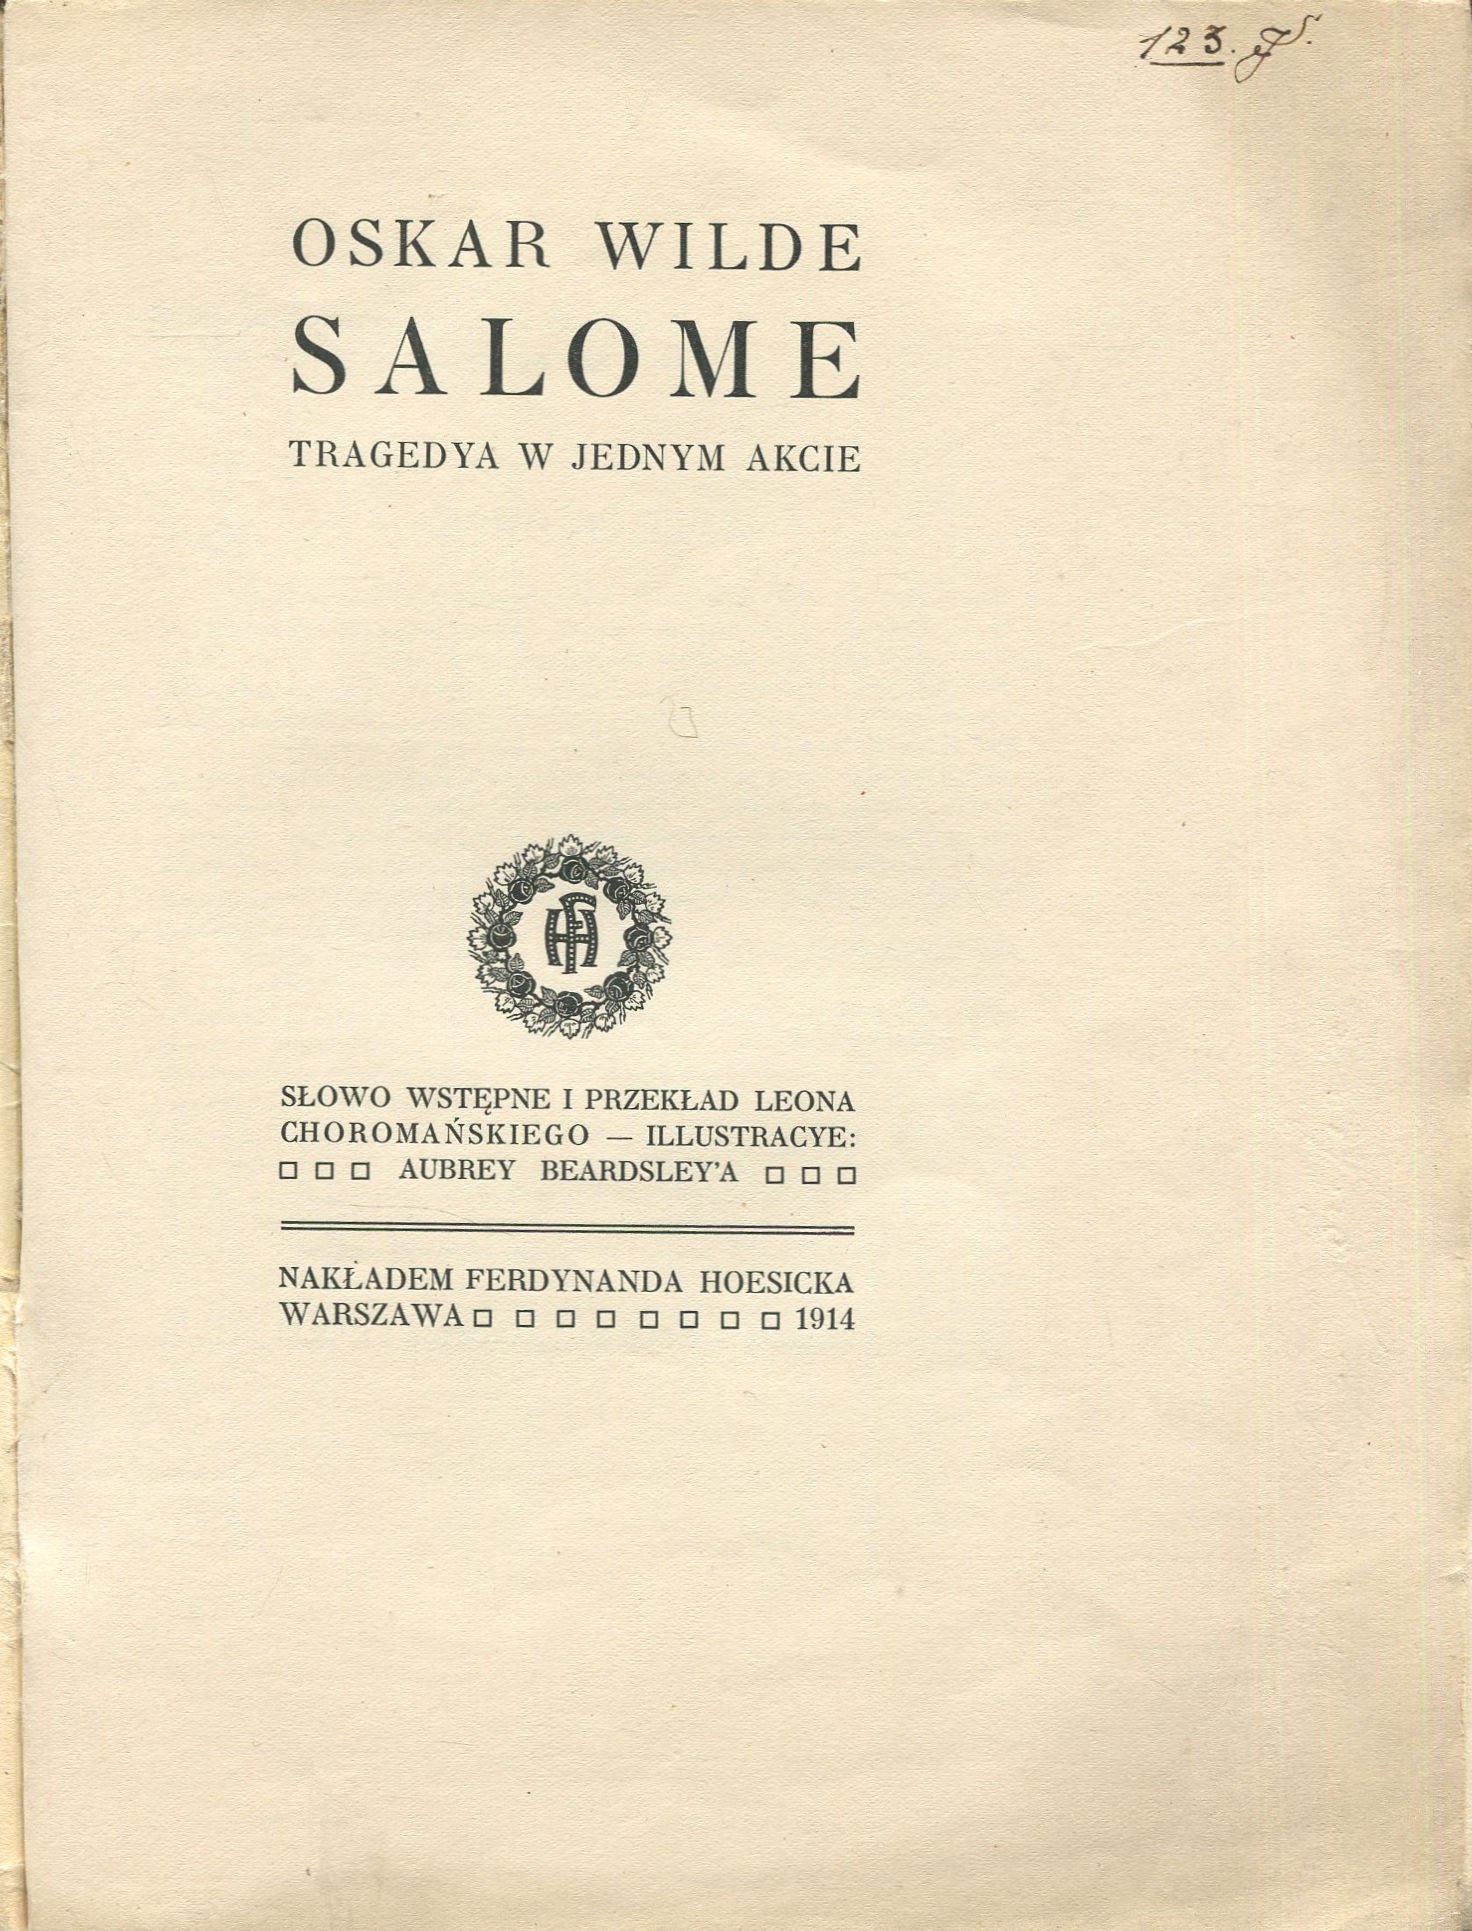 123.
OSKAR WILDE
SALOME
TRAGEDYA W JEDNYM AKCIE
SŁOWO WSTĘPNE I PRZEKŁAD LEONA
CHOROMAŃSKIEGO — ILLUSTRACYE:
□ □ □ AUBREY BEARDSLEY'A □ □ □
NAKŁADEM FERDYNANDA HOESICKA
WARSZAWA □ □ □ □ □ □ □ □ 1914